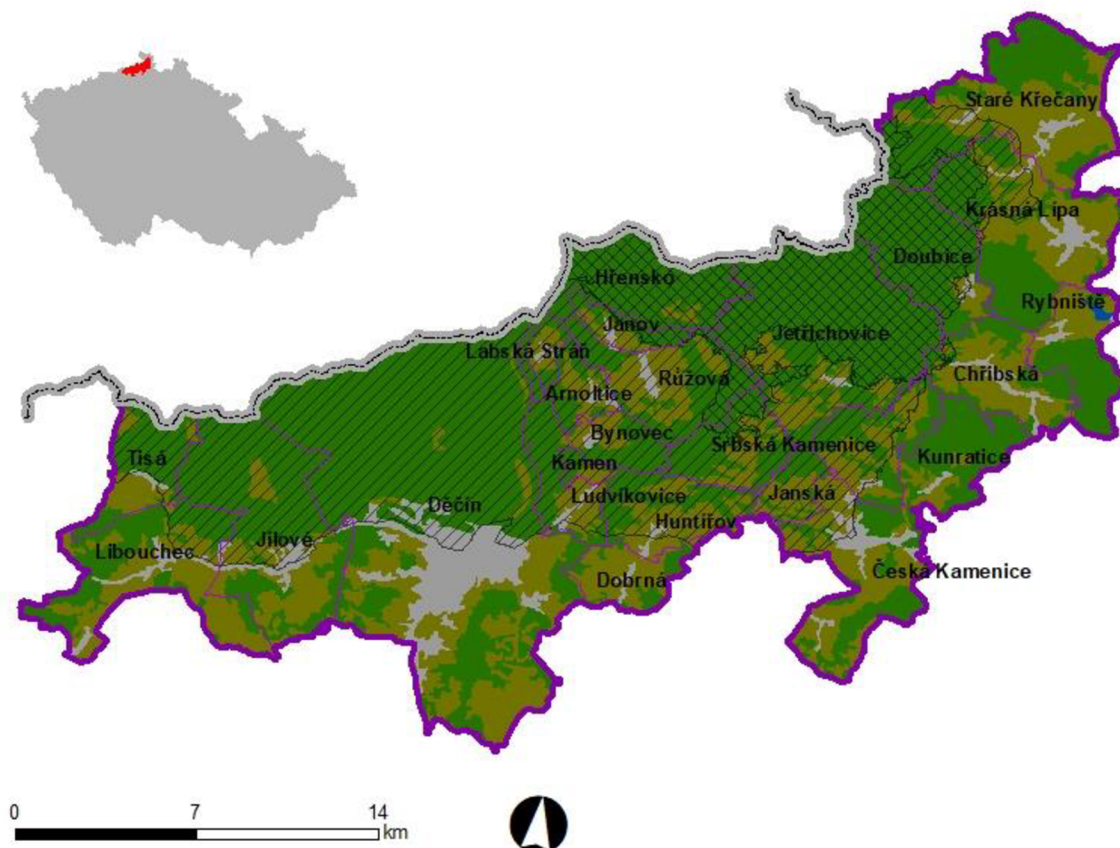 Staré Křečany
Krásná Lípa
Doubice
Hřensko
Rybniště
Janov
Jetřichovice
Labská Stráň
Růžová
Chřibská
Arnoltice
Bynovec
Srbská Kamenice
Tisá
Kamen
Kunratice
Ludvíkovice
Janská
Děčín
Huntířov
Jílové
Libouchec
Dobrná
Česká Kamenice
0 7 14
km